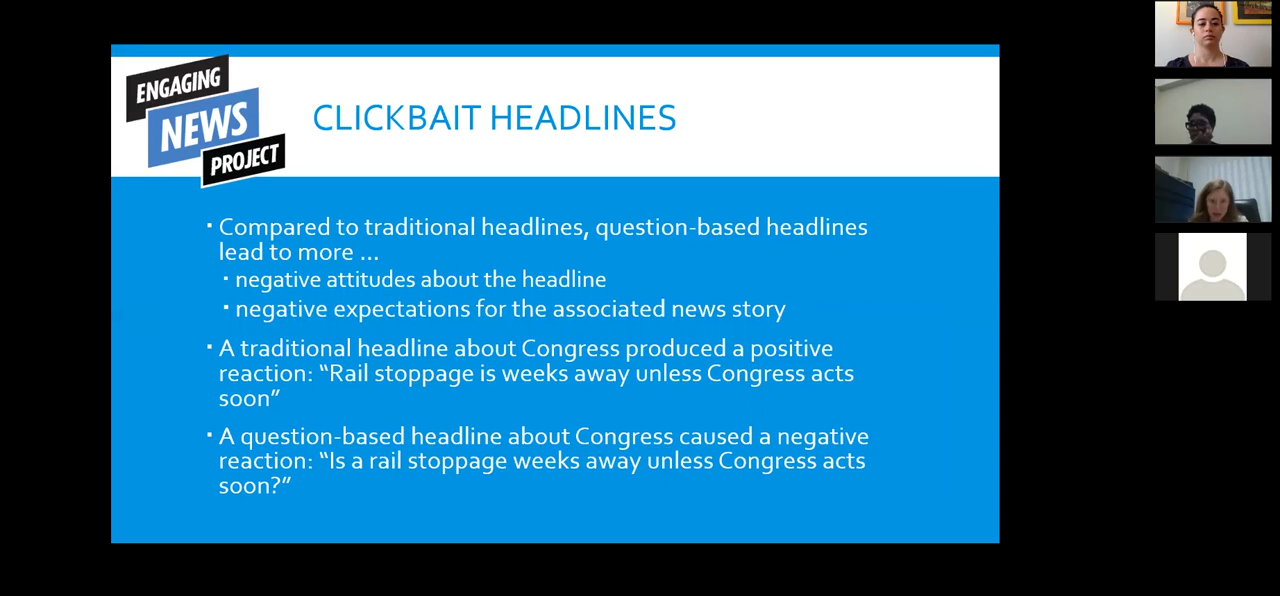 ENGAGING
NEWS
PROJECT
CLICKBAIT HEADLINES
▪ Compared to traditional headlines, question-based headlines
lead to more ...
▪ negative attitudes about the headline
▪ negative expectations for the associated news story
▪ A traditional headline about Congress produced a positive
reaction: “Rail stoppage is weeks away unless Congress acts
soon”
▪ A question-based headline about Congress caused a negative
reaction: “Is a rail stoppage weeks away unless Congress acts
soon?”